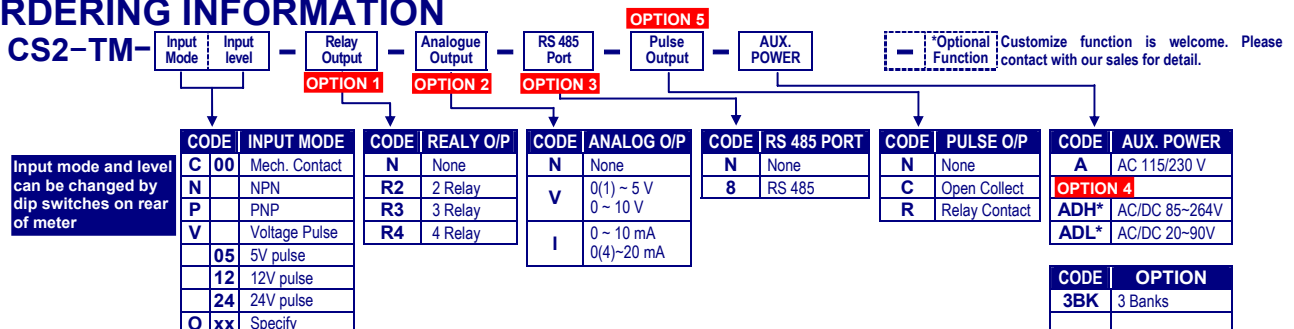 RDERING INFORMATION
OPTION 5
CS2-TM-
Input Mode
Input level
Relay Output
Analogue Output
RS 485 Port
Pulse Output
AUX. POWER
*Optional Function
Customize function is welcome. Please contact with our sales for detail.
OPTION 1
OPTION 2
OPTION 3
Input mode and level
can be changed by
dip switches on rear
of meter
CODE INPUT MODE
C 00 Mech. Contact
N NPN
P PNP
V Voltage Pulse
05 5V pulse
12 12V pulse
24 24V pulse
O xx Specify
CODE REALY O/P
N None
R2 2 Relay
R3 3 Relay
R4 4 Relay
CODE ANALOG O/P
N None
V 0(1) ~ 5 V
0 ~ 10 V
I 0 ~ 10 mA
0(4)~20 mA
CODE RS 485 PORT
N None
8 RS 485
CODE PULSE O/P
N None
C Open Collect
R Relay Contact
CODE AUX. POWER
A AC 115/230 V
OPTION 4
ADH* AC/DC 85~264V
ADL* AC/DC 20~90V
CODE OPTION
3BK 3 Banks